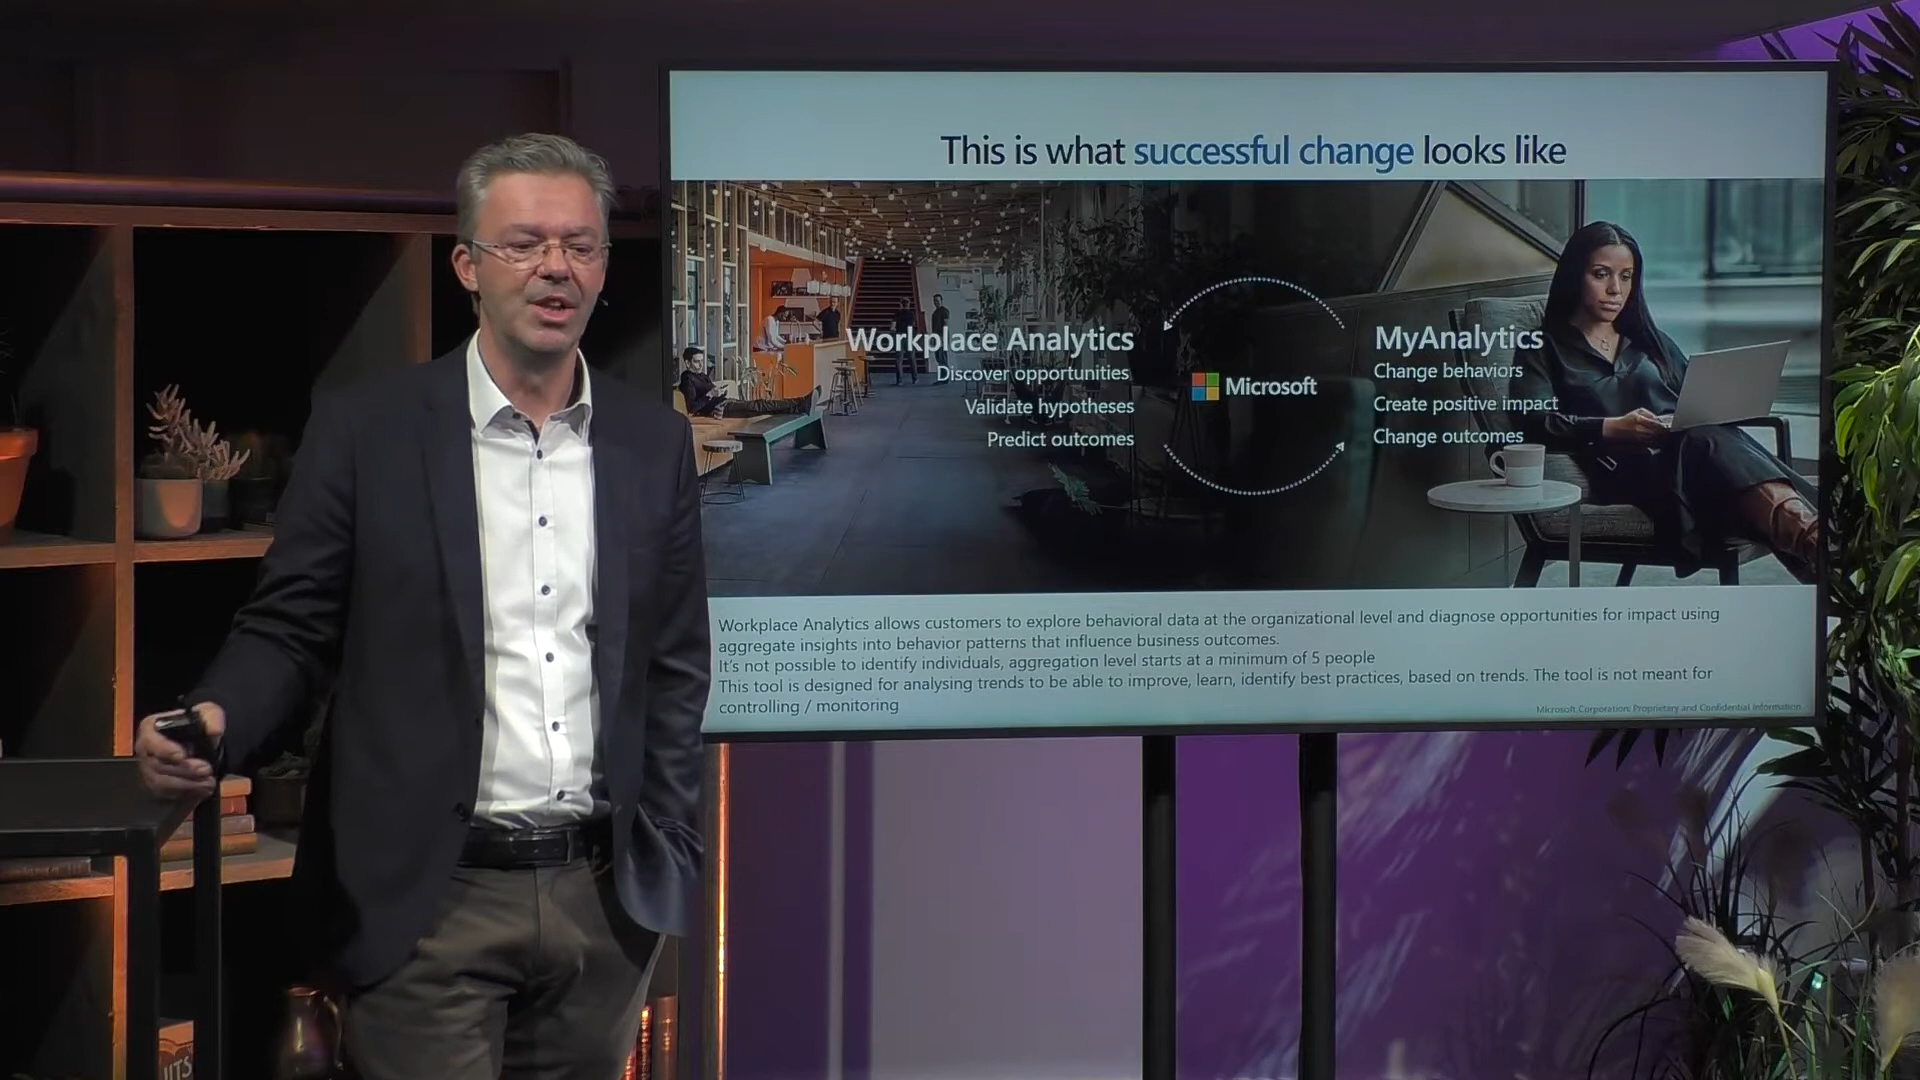 This is what successful change looks like
Workplace Analytics
Discover opportunities
Validate hypotheses
Predict outcomes
Microsoft
MyAnalytics
Change behaviors
Create positive impact
Change outcomes
Workplace Analytics allows customers to explore behavioral data at the organizational level and diagnose opportunities for impact using
aggregate insights into behavior patterns that influence business outcomes.
It's not possible to identify individuals, aggregation level starts at a minimum of 5 people
This tool is designed for analysing trends to be able to improve, learn, identify best practices, based on trends. The tool is not meant for
controlling / monitoring
Microsoft Corporation: Proprietary and Confidential Information